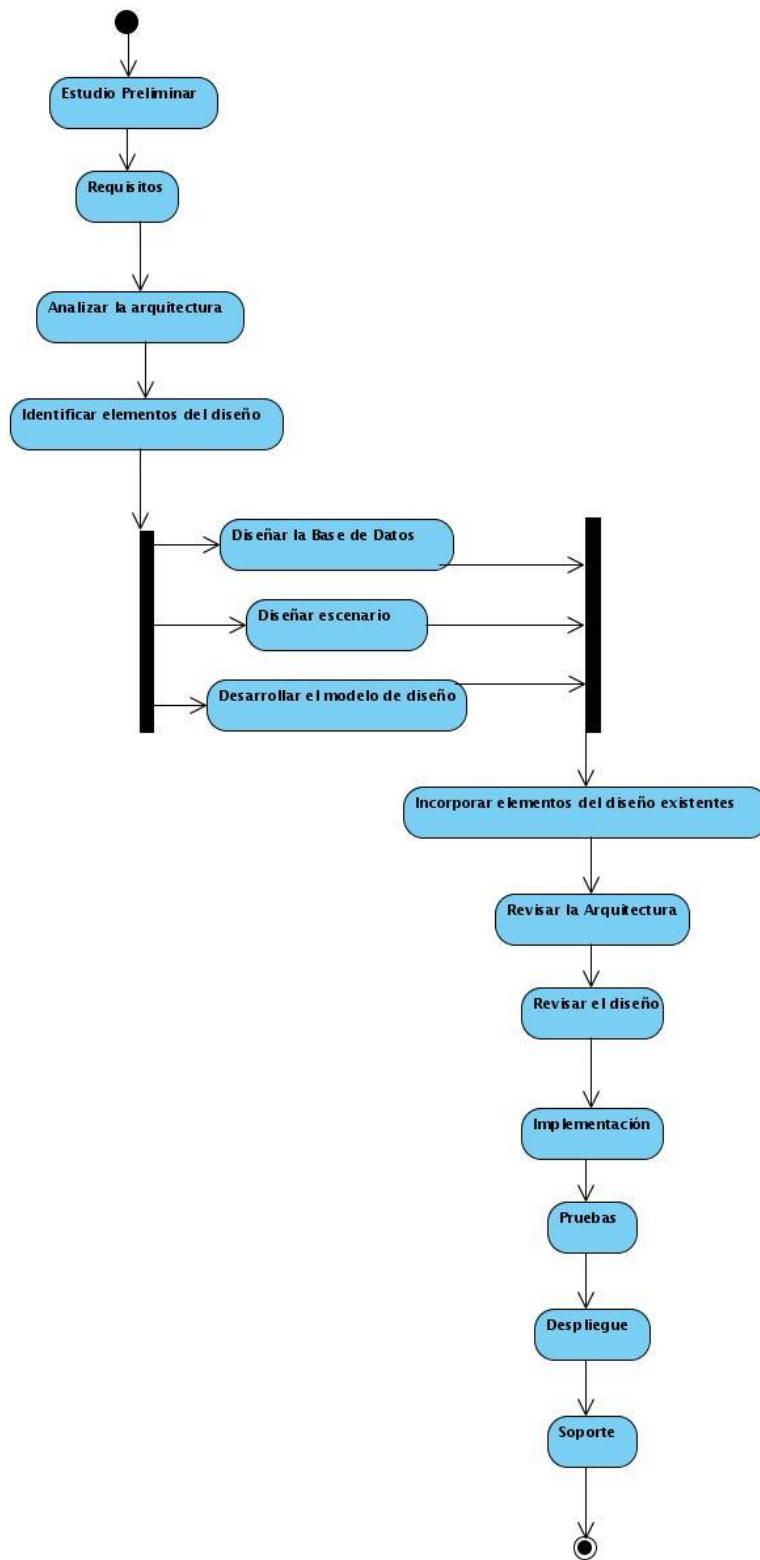 Estudio Preliminar
Requisitos
Analizar la arquitectura
Identificar elementos del diseño
Diseñar la Base de Datos
Diseñar escenario
Desarrollar el modelo de diseño
Incorporar elementos del diseño existentes
Revisar la Arquitectura
Revisar el diseño
Implementación
Pruebas
Despliegue
Soporte